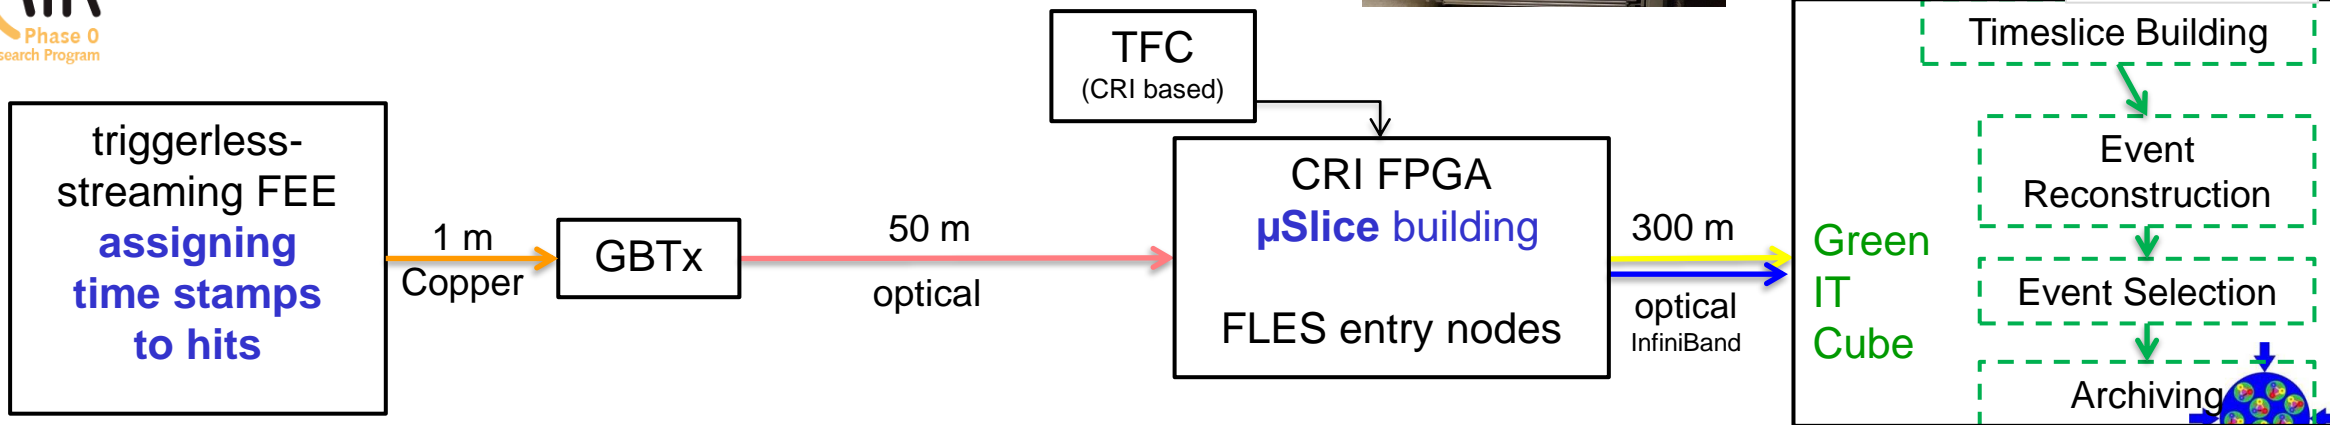 Phase 0
search Program
triggerless-
streaming FEE
assigning
time stamps
to hits
1 m
Copper
GBTx
50 m
optical
TFC
(CRI based)
CRI FPGA
µSlice building
FLES entry nodes
300 m
optical
InfiniBand
Green
IT
Cube
Timeslice Building
Event
Reconstruction
Event Selection
Archiving